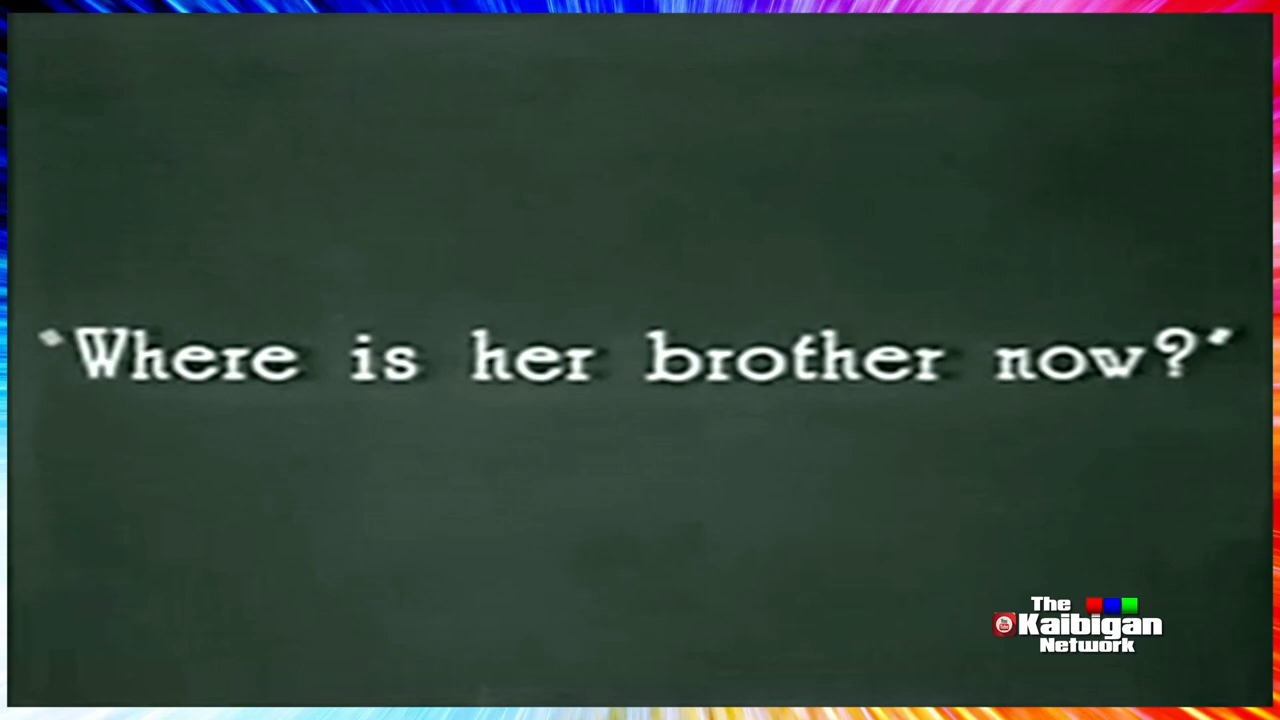 "Where is her brother now?"
The
Kaibigan
Network